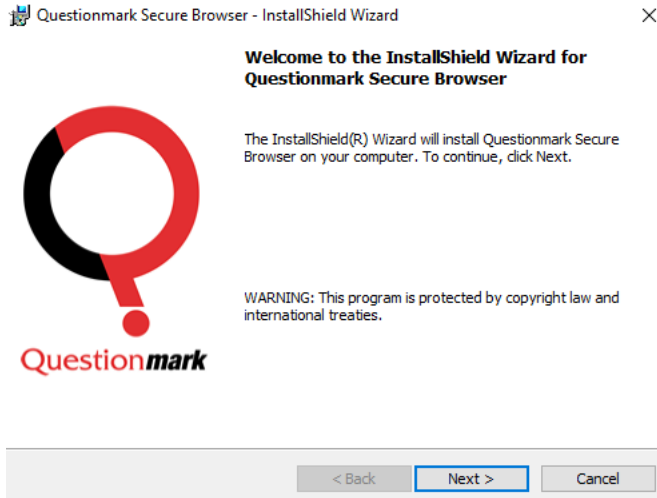 Questionmark Secure Browser - InstallShield Wizard
Welcome to the InstallShield Wizard for
Questionmark Secure Browser
The InstallShield(R) Wizard will install Questionmark Secure
Browser on your computer. To continue, click Next.
WARNING: This program is protected by copyright law and
international treaties.
Questionmark
< Back
Next >
Cancel